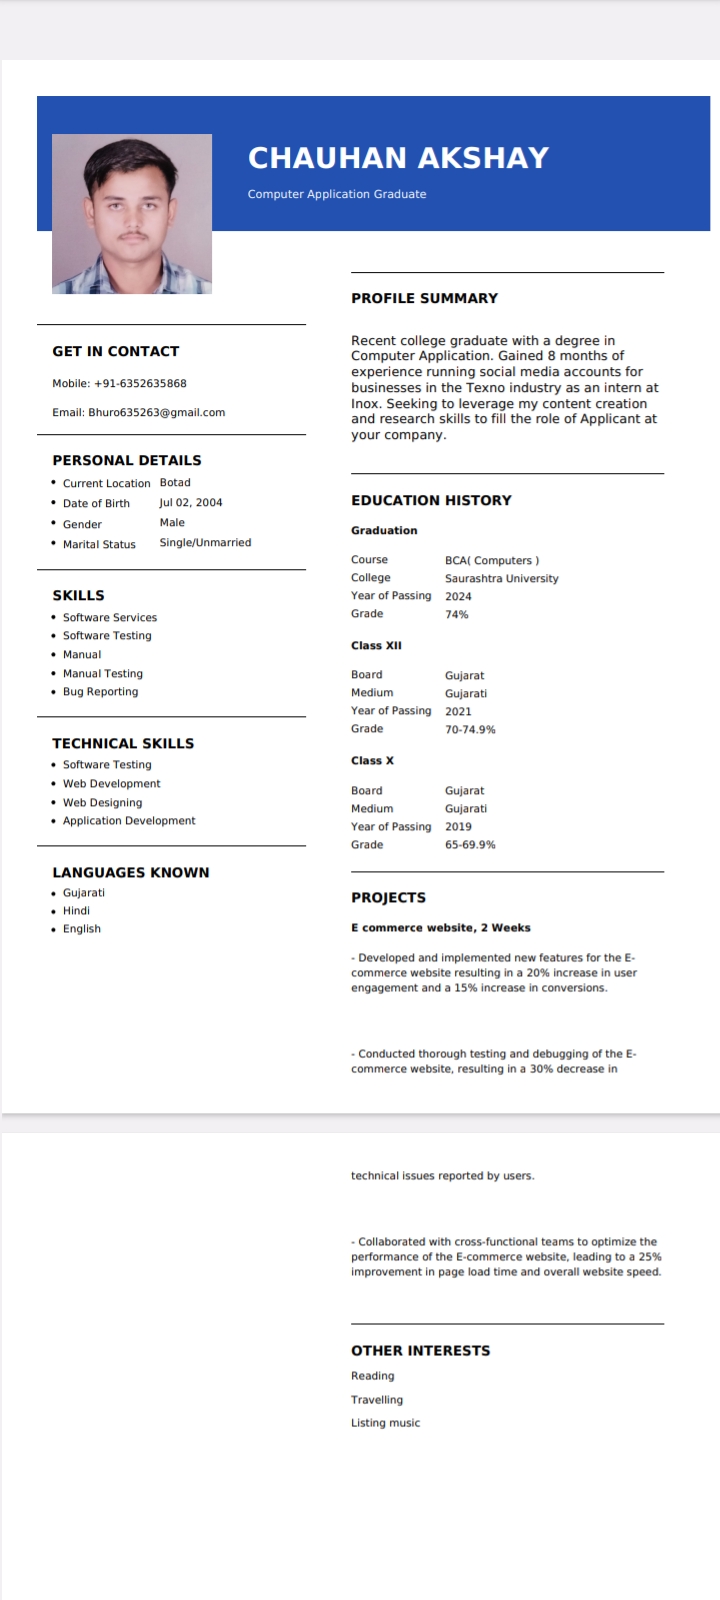 CHAUHAN AKSHAY
Computer Application Graduate
GET IN CONTACT
Mobile: +91-6352635868
Email: Bhuro635263@gmail.com
PERSONAL DETAILS
• Current Location Botad
• Date of Birth Jul 02, 2004
• Gender Male
• Marital Status Single/Unmarried
SKILLS
• Software Services
• Software Testing
• Manual
• Manual Testing
• Bug Reporting
TECHNICAL SKILLS
• Software Testing
• Web Development
• Web Designing
• Application Development
LANGUAGES KNOWN
• Gujarati
• Hindi
• English
PROFILE SUMMARY
Recent college graduate with a degree in
Computer Application. Gained 8 months of
experience running social media accounts for
businesses in the Texno industry as an intern at
Inox. Seeking to leverage my content creation
and research skills to fill the role of Applicant at
your company.
EDUCATION HISTORY
Graduation
Course BCA( Computers )
College Saurashtra University
Year of Passing 2024
Grade 74%
Class XII
Board Gujarat
Medium Gujarati
Year of Passing 2021
Grade 70-74.9%
Class X
Board Gujarat
Medium Gujarati
Year of Passing 2019
Grade 65-69.9%
PROJECTS
E commerce website, 2 Weeks
- Developed and implemented new features for the E-
commerce website resulting in a 20% increase in user
engagement and a 15% increase in conversions.
- Conducted thorough testing and debugging of the E-
commerce website, resulting in a 30% decrease in
technical issues reported by users.
- Collaborated with cross-functional teams to optimize the
performance of the E-commerce website, leading to a 25%
improvement in page load time and overall website speed.
OTHER INTERESTS
Reading
Travelling
Listing music